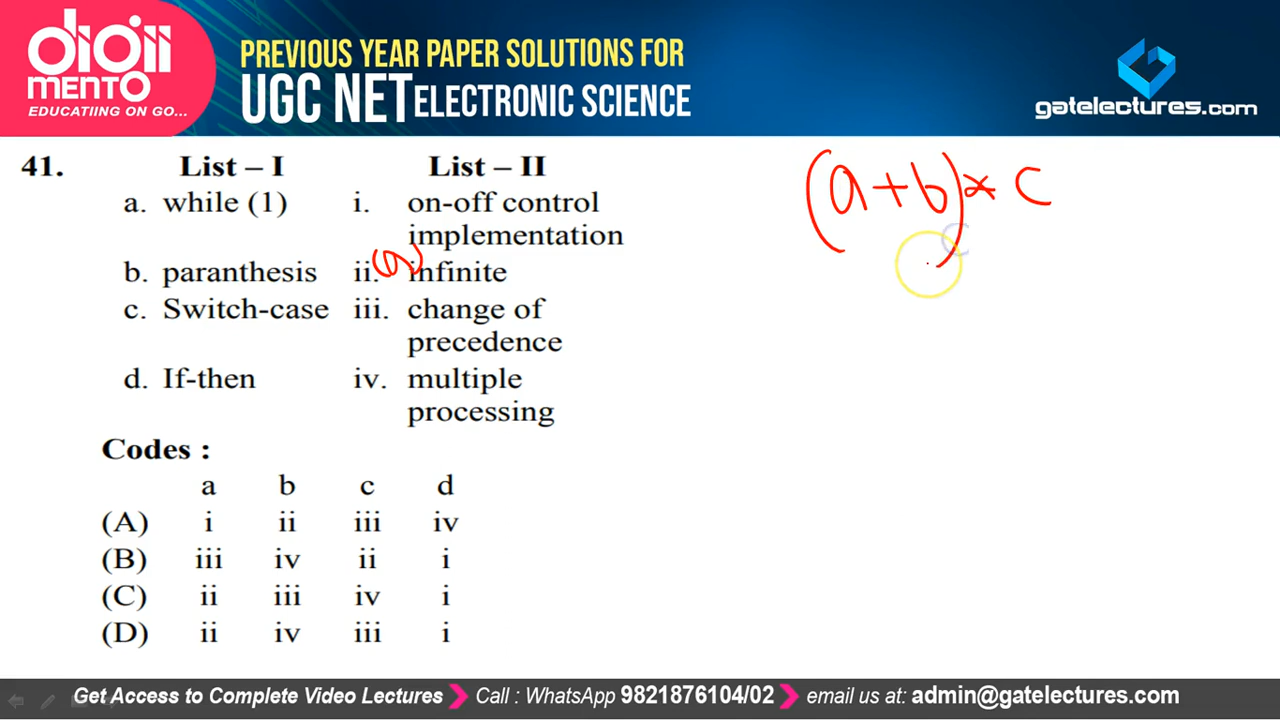 didii
MENTO
EDUCATIING ON GO...
PREVIOUS YEAR PAPER SOLUTIONS FOR
UGC NET ELECTRONIC SCIENCE
gatelectures.com
41. List – I List – II
a. while (1) i. on-off control
implementation
b. paranthesis ii. (a) infinite
c. Switch-case iii. change of
precedence
d. If-then iv. multiple
processing
Codes :
a b c d
(A) i ii iii iv
(B) iii iv ii i
(C) ii iii iv i
(D) ii iv iii i
(a+b)* c
Get Access to Complete Video Lectures Call : WhatsApp 9821876104/02 email us at: admin@gatelectures.com